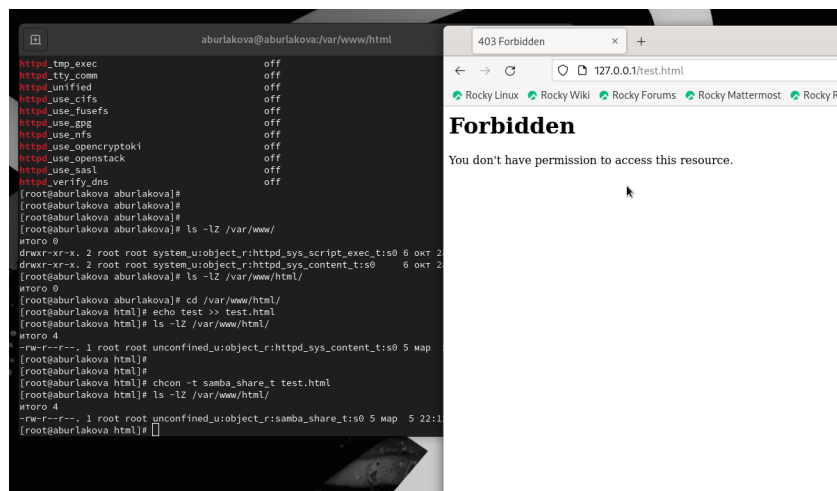 aburlakova@aburlakova:/var/www/html
httpd_tmp_exec off
httpd_tty_comm off
httpd_unified off
httpd_use_cifs off
httpd_use_fusefs off
httpd_use_gpg off
httpd_use_nfs off
httpd_use_opencryptoki off
httpd_use_openstack off
httpd_use_sasl off
httpd_verify_dns off
[root@aburlakova aburlakova]#
[root@aburlakova aburlakova]#
[root@aburlakova aburlakova]#
[root@aburlakova aburlakova]# ls -lZ /var/www/
итого 0
drwxr-xr-x. 2 root root system_u:object_r:httpd_sys_script_exec_t:s0 6 окт
drwxr-xr-x. 2 root root system_u:object_r:httpd_sys_content_t:s0 6 окт
[root@aburlakova aburlakova]# ls -lZ /var/www/html/
итого 0
[root@aburlakova aburlakova]# cd /var/www/html/
[root@aburlakova html]# echo test >> test.html
[root@aburlakova html]# ls -lZ /var/www/html/
итого 4
-rw-r--r--. 1 root root unconfined_u:object_r:httpd_sys_content_t:s0 5 мар
[root@aburlakova html]#
[root@aburlakova html]#
[root@aburlakova html]# chcon -t samba_share_t test.html
[root@aburlakova html]# ls -lZ /var/www/html/
итого 4
-rw-r--r--. 1 root root unconfined_u:object_r:samba_share_t:s0 5 мар 5
[root@aburlakova html]#
403 Forbidden
127.0.0.1/test.html
Rocky Linux Rocky Wiki Rocky Forums Rocky Mattermost Rocky
Forbidden
You don't have permission to access this resource.